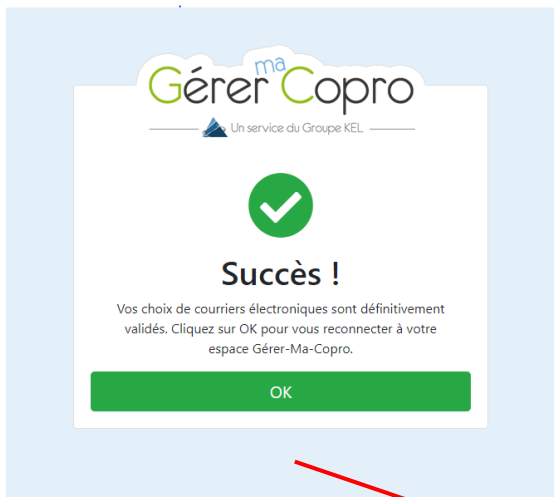 Gérer ma Copro
Un service du Groupe KEL
Succès !
Vos choix de courriers électroniques sont définitivement
validés. Cliquez sur OK pour vous reconnecter à votre
espace Gérer-Ma-Copro.
OK